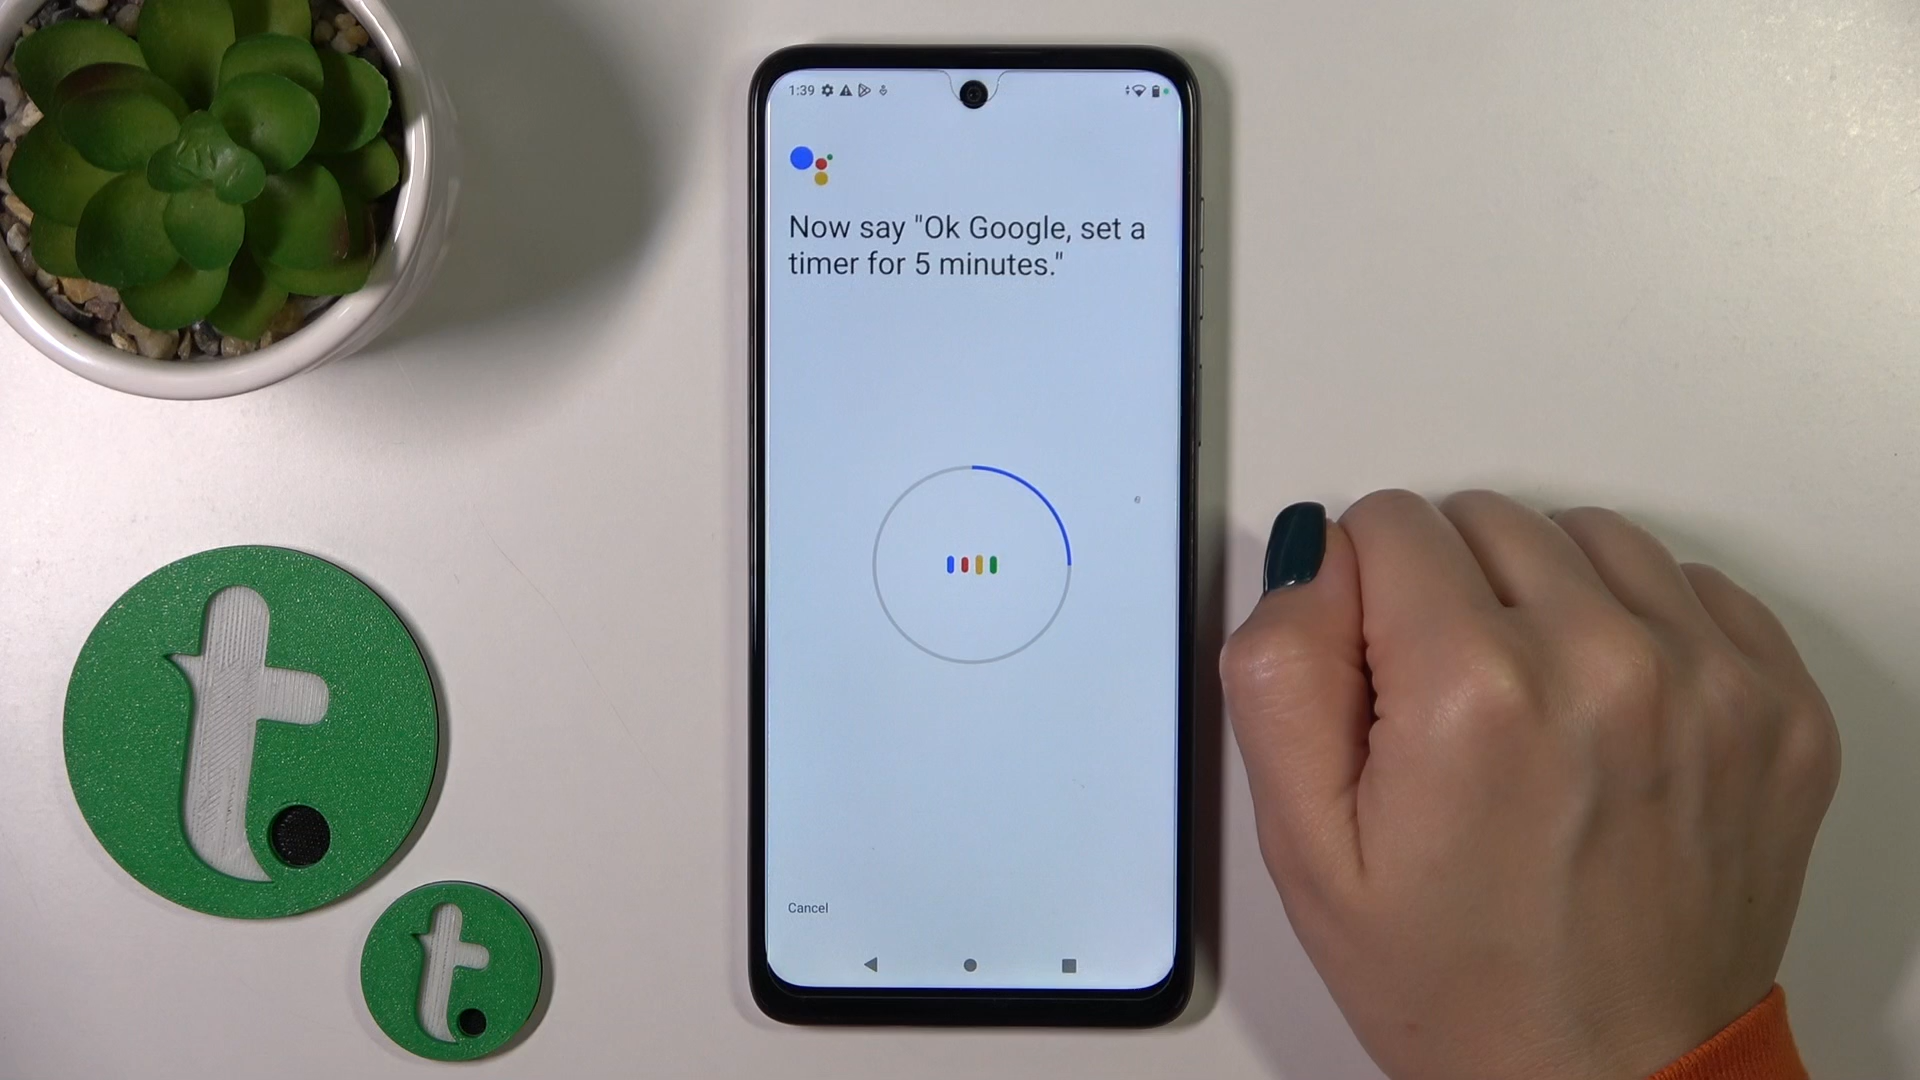 1:39
Now say "Ok Google, set a
timer for 5 minutes."
Cancel
t.
t.